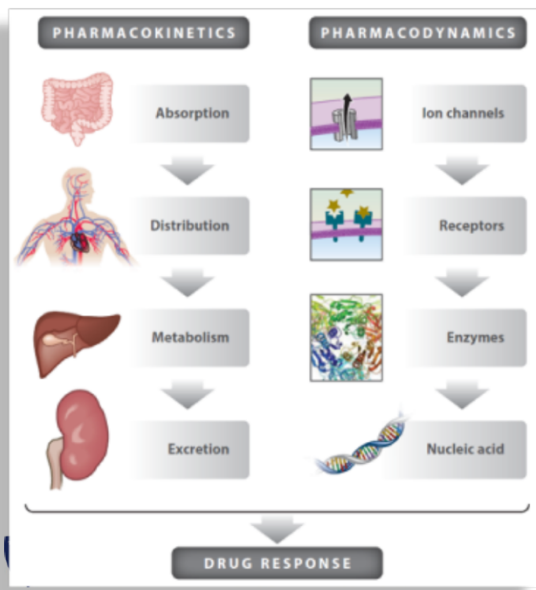 PHARMACOKINETICS
PHARMACODYNAMICS
Absorption
Ion channels
Distribution
Receptors
Metabolism
Enzymes
Excretion
Nucleic acid
DRUG RESPONSE